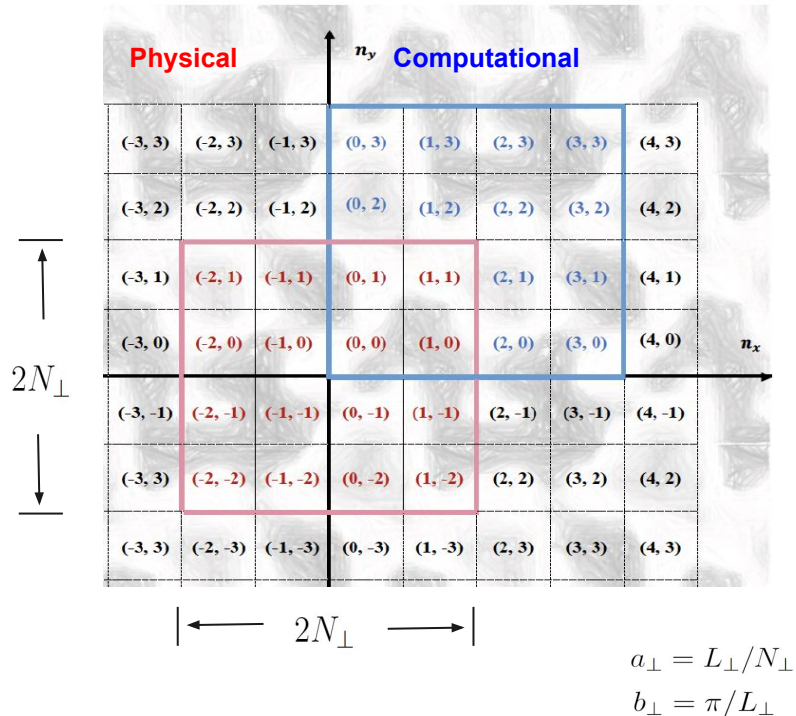 Physical
n_y
Computational
(-3, 3) (-2, 3) (-1, 3) (0, 3) (1, 3) (2, 3) (3, 3) (4, 3)
(-3, 2) (-2, 2) (-1, 2) (0, 2) (1, 2) (2, 2) (3, 2) (4, 2)
(-3, 1) (-2, 1) (-1, 1) (0, 1) (1, 1) (2, 1) (3, 1) (4, 1)
(-3, 0) (-2, 0) (-1, 0) (0, 0) (1, 0) (2, 0) (3, 0) (4, 0)
n_x
2N_⊥
(-3, -1) (-2, -1) (-1, -1) (0, -1) (1, -1) (2, -1) (3, -1) (4, -1)
(-3, 3) (-2, -2) (-1, -2) (0, -2) (1, -2) (2, 2) (3, 2) (4, 2)
(-3, 3) (-2, -3) (-1, -3) (0, -3) (1, -3) (2, 3) (3, 3) (4, 3)
2N_⊥
a_⊥ = L_⊥/N_⊥
b_⊥ = π/L_⊥